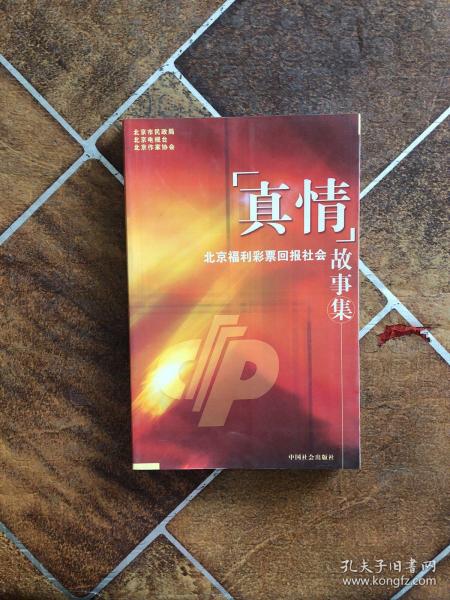 北京市民政局
北京电视台
北京作家协会
「真情」
北京福利彩票回报社会
故事集
中国社会出版社
孔夫子旧书网
www.kongfz.com